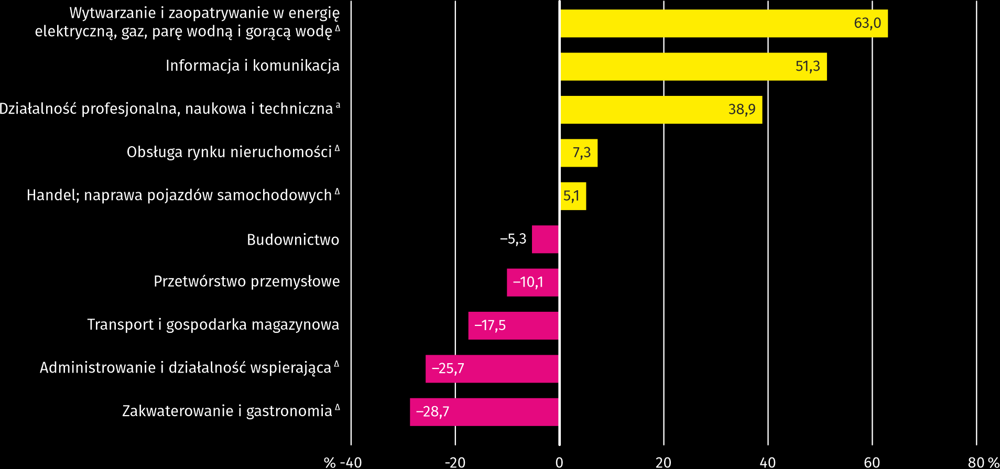 Wytwarzanie i zaopatrywanie w energię
elektryczną, gaz, parę wodną i gorącą wodę Δ
63,0
Informacja i komunikacja
51,3
Działalność profesjonalna, naukowa i techniczna a
38,9
Obsługa rynku nieruchomości Δ
7,3
Handel; naprawa pojazdów samochodowych Δ
5,1
Budownictwo
–5,3
Przetwórstwo przemysłowe
–10,1
Transport i gospodarka magazynowa
–17,5
Administrowanie i działalność wspierająca Δ
–25,7
Zakwaterowanie i gastronomia Δ
–28,7
% -40 -20 0 20 40 60 80 %